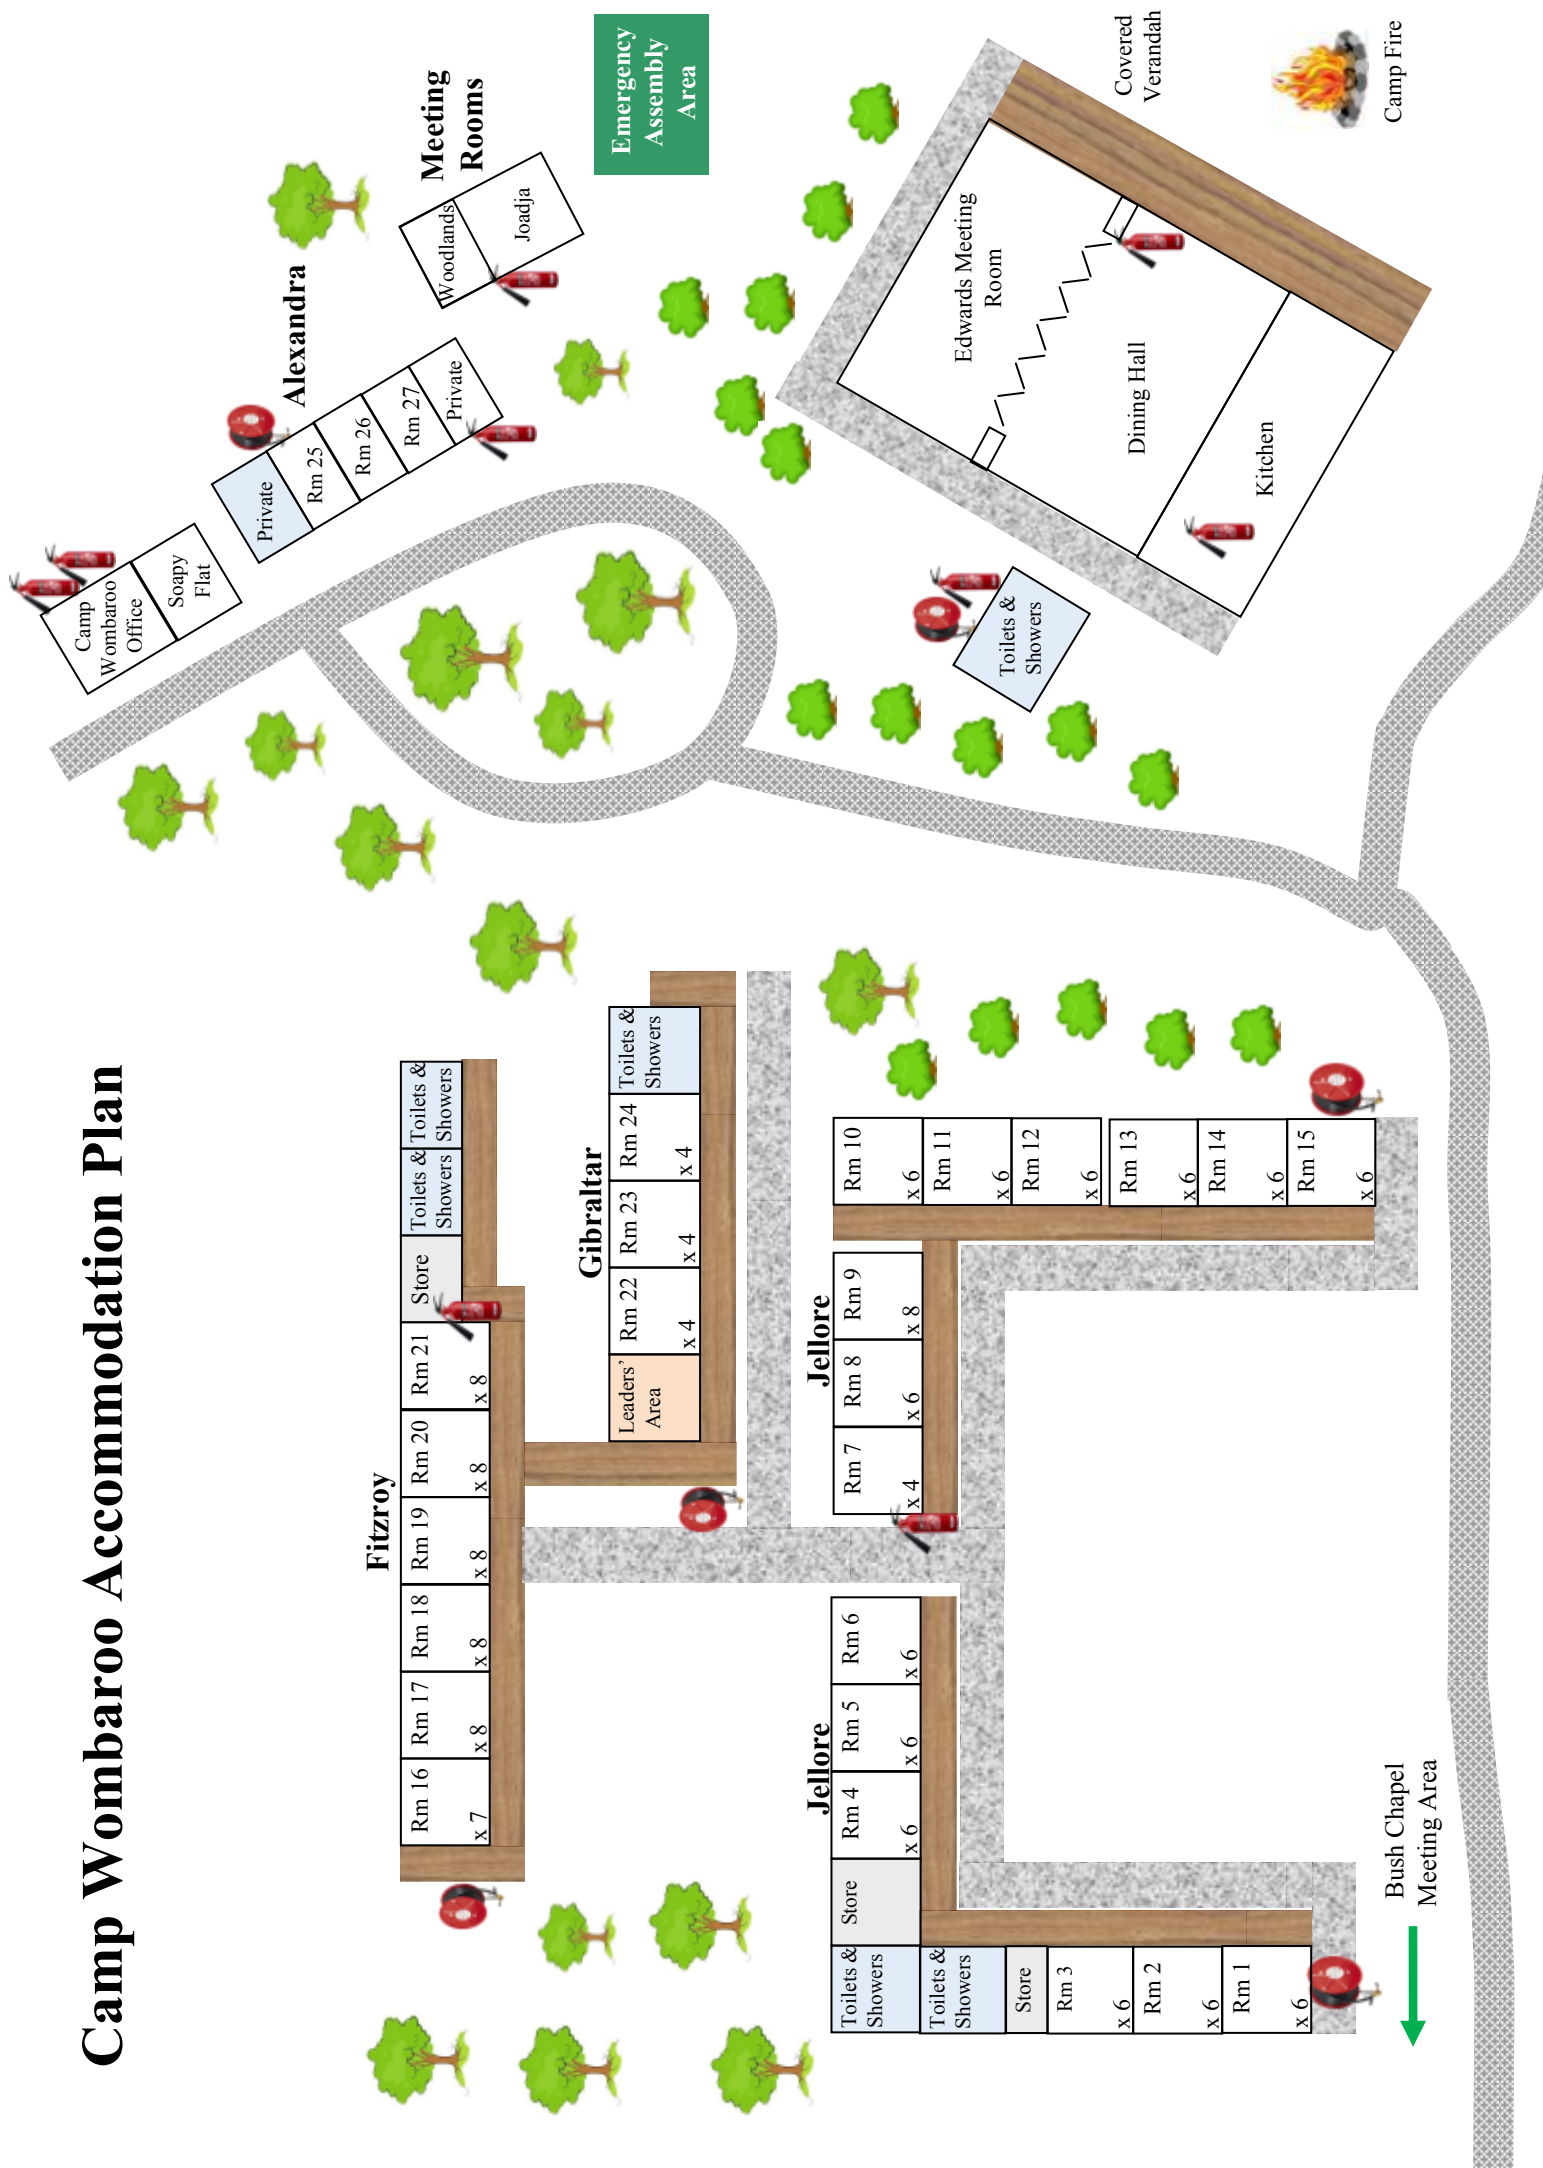 Camp Wombaroo Accommodation Plan
Fitzroy
Rm 16
x 7
Rm 17
x 8
Rm 18
x 8
Rm 19
x 8
Rm 20
x 8
Rm 21
x 8
Store
Toilets &
Showers
Toilets &
Showers
Gibraltar
Leaders’
Area
Rm 22
x 4
Rm 23
x 4
Rm 24
x 4
Toilets &
Showers
Jellore
Toilets &
Showers
Store
Rm 4
x 6
Rm 5
x 6
Rm 6
x 6
Toilets &
Showers
Store
Rm 3
x 6
Rm 2
x 6
Rm 1
x 6
Jellore
Rm 7
x 4
Rm 8
x 6
Rm 9
x 8
Rm 10
x 6
Rm 11
x 6
Rm 12
x 6
Rm 13
x 6
Rm 14
x 6
Rm 15
x 6
Bush Chapel
Meeting Area
Camp
Wombaroo
Office
Soapy
Flat
Alexandra
Private
Rm 25
Rm 26
Rm 27
Private
Meeting
Rooms
Woodlands
Joadja
Emergency
Assembly
Area
Toilets &
Showers
Edwards Meeting
Room
Dining Hall
Kitchen
Covered
Verandah
Camp Fire